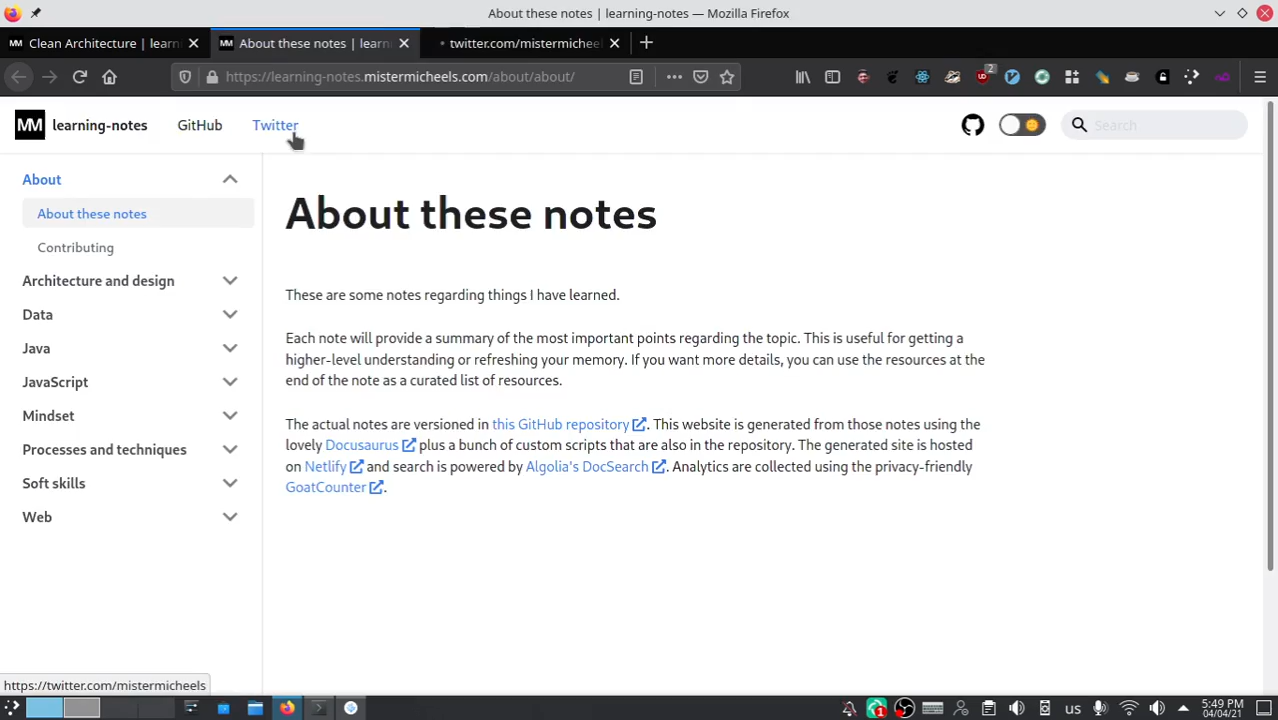 About these notes | learning-notes — Mozilla Firefox
MM Clean Architecture | learn
MM About these notes | learn
twitter.com/mistermicheels
https://learning-notes.mistermicheels.com/about/about/
2
MM learning-notes GitHub Twitter
Search
About
About these notes
Contributing
Architecture and design
Data
Java
JavaScript
Mindset
Processes and techniques
Soft skills
Web
About these notes
These are some notes regarding things I have learned.
Each note will provide a summary of the most important points regarding the topic. This is useful for getting a
higher-level understanding or refreshing your memory. If you want more details, you can use the resources at the
end of the note as a curated list of resources.
The actual notes are versioned in this GitHub repository. This website is generated from those notes using the
lovely Docusaurus plus a bunch of custom scripts that are also in the repository. The generated site is hosted
on Netlify and search is powered by Algolia's DocSearch. Analytics are collected using the privacy-friendly
GoatCounter.
https://twitter.com/mistermicheels
1
us
5:49 PM
04/04/21